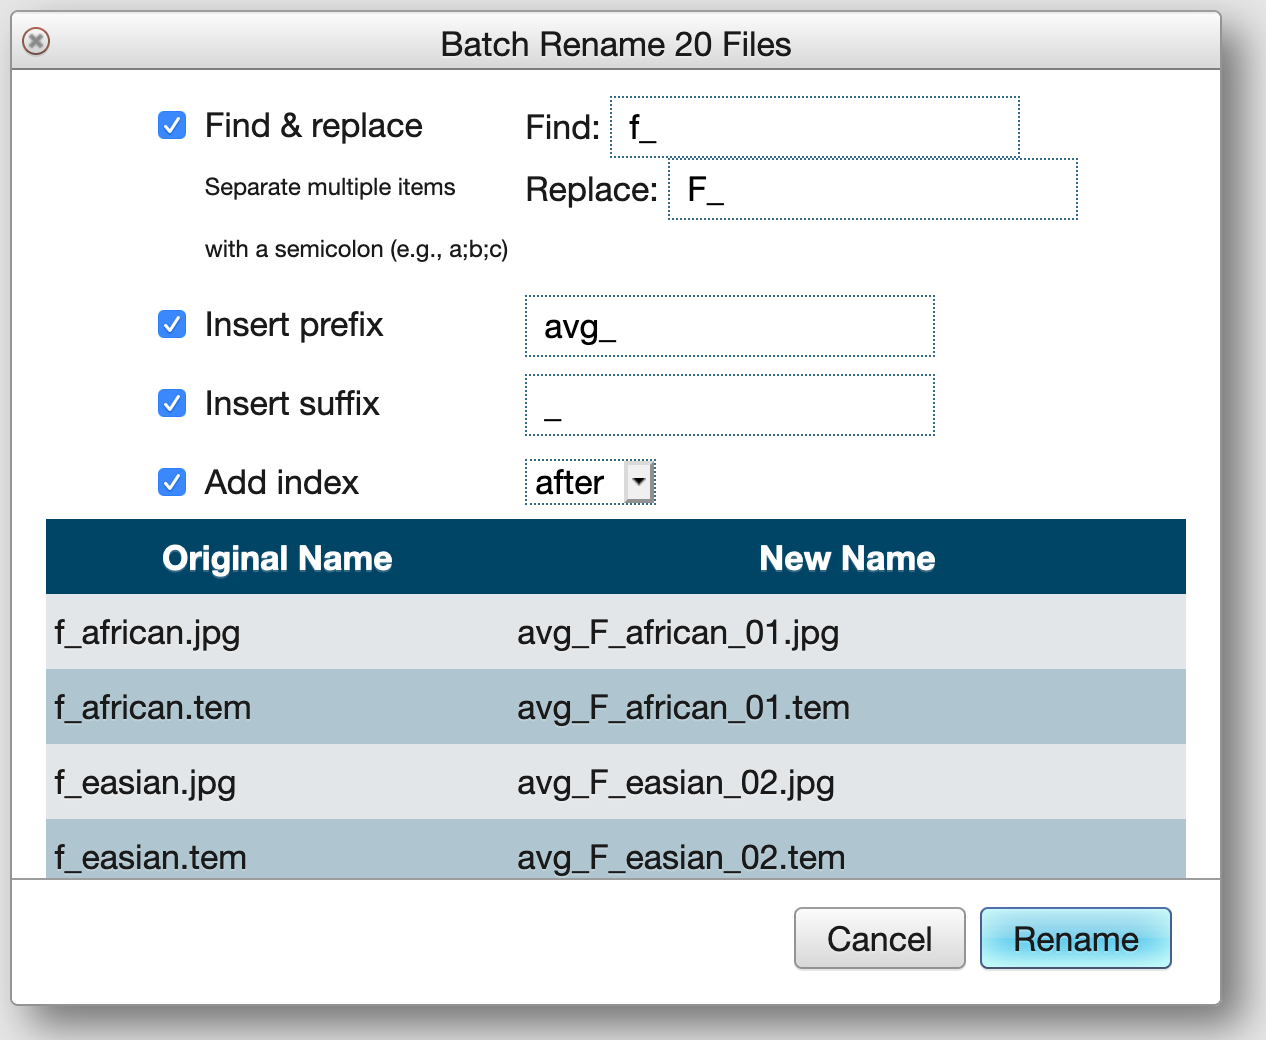 Batch Rename 20 Files
Find & replace
Find: f_
Separate multiple items
Replace: F_
with a semicolon (e.g., a;b;c)
Insert prefix
avg_
Insert suffix
_
Add index
after
Original Name
New Name
f_african.jpg
avg_F_african_01.jpg
f_african.tem
avg_F_african_01.tem
f_easian.jpg
avg_F_easian_02.jpg
f_easian.tem
avg_F_easian_02.tem
Cancel
Rename